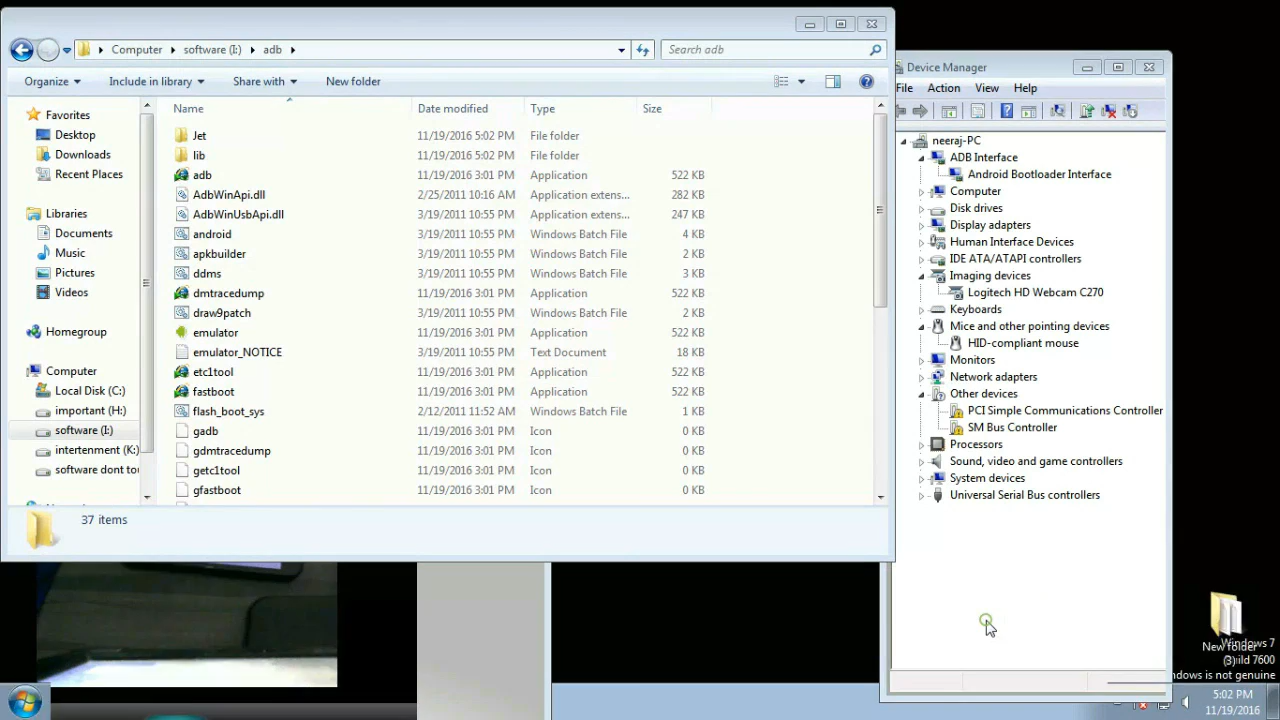 Computer software (I:) adb
Search adb
Organize Include in library Share with New folder
Name Date modified Type Size
Favorites
Desktop
Downloads
Recent Places
Libraries
Documents
Music
Pictures
Videos
Homegroup
Computer
Local Disk (C:)
important (H:)
software (I:)
intertenment (K:)
software dont to
Jet 11/19/2016 5:02 PM File folder
lib 11/19/2016 5:02 PM File folder
adb 11/19/2016 3:01 PM Application 522 KB
AdbWinApi.dll 2/25/2011 10:16 AM Application extens... 282 KB
AdbWinUsbApi.dll 3/19/2011 10:55 PM Application extens... 247 KB
android 3/19/2011 10:55 PM Windows Batch File 4 KB
apkbuilder 3/19/2011 10:55 PM Windows Batch File 2 KB
ddms 3/19/2011 10:55 PM Windows Batch File 3 KB
dmtracedump 11/19/2016 3:01 PM Application 522 KB
draw9patch 3/19/2011 10:55 PM Windows Batch File 2 KB
emulator 11/19/2016 3:01 PM Application 522 KB
emulator_NOTICE 3/19/2011 10:55 PM Text Document 18 KB
etc1tool 11/19/2016 3:01 PM Application 522 KB
fastboot 11/19/2016 3:01 PM Application 522 KB
flash_boot_sys 2/12/2011 11:52 AM Windows Batch File 1 KB
gadb 11/19/2016 3:01 PM Icon 0 KB
gdmtracedump 11/19/2016 3:01 PM Icon 0 KB
getc1tool 11/19/2016 3:01 PM Icon 0 KB
gfastboot 11/19/2016 3:01 PM Icon 0 KB
37 items
Device Manager
File Action View Help
neeraj-PC
ADB Interface
Android Bootloader Interface
Computer
Disk drives
Display adapters
Human Interface Devices
IDE ATA/ATAPI controllers
Imaging devices
Logitech HD Webcam C270
Keyboards
Mice and other pointing devices
HID-compliant mouse
Monitors
Network adapters
Other devices
PCI Simple Communications Controller
SM Bus Controller
Processors
Sound, video and game controllers
System devices
Universal Serial Bus controllers
New folder
(3)
Windows 7
uild 7600
ndows is not genuine
5:02 PM
11/19/2016